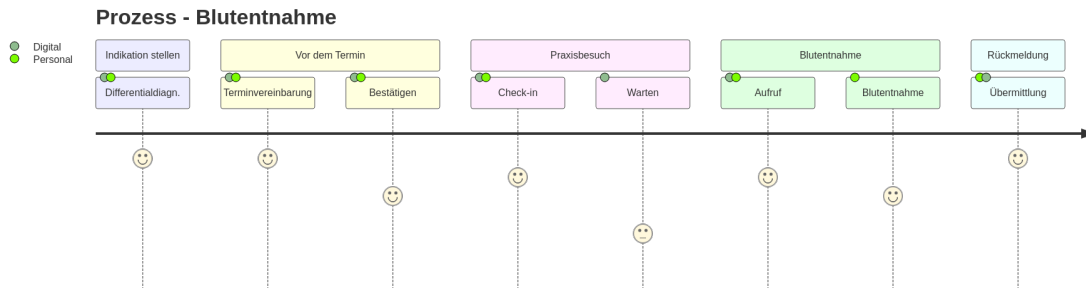 Prozess - Blutentnahme
Digital
Personal
Indikation stellen
Vor dem Termin
Praxisbesuch
Blutentnahme
Rückmeldung
Differentialdiagn.
Terminvereinbarung
Bestätigen
Check-in
Warten
Aufruf
Blutentnahme
Übermittlung